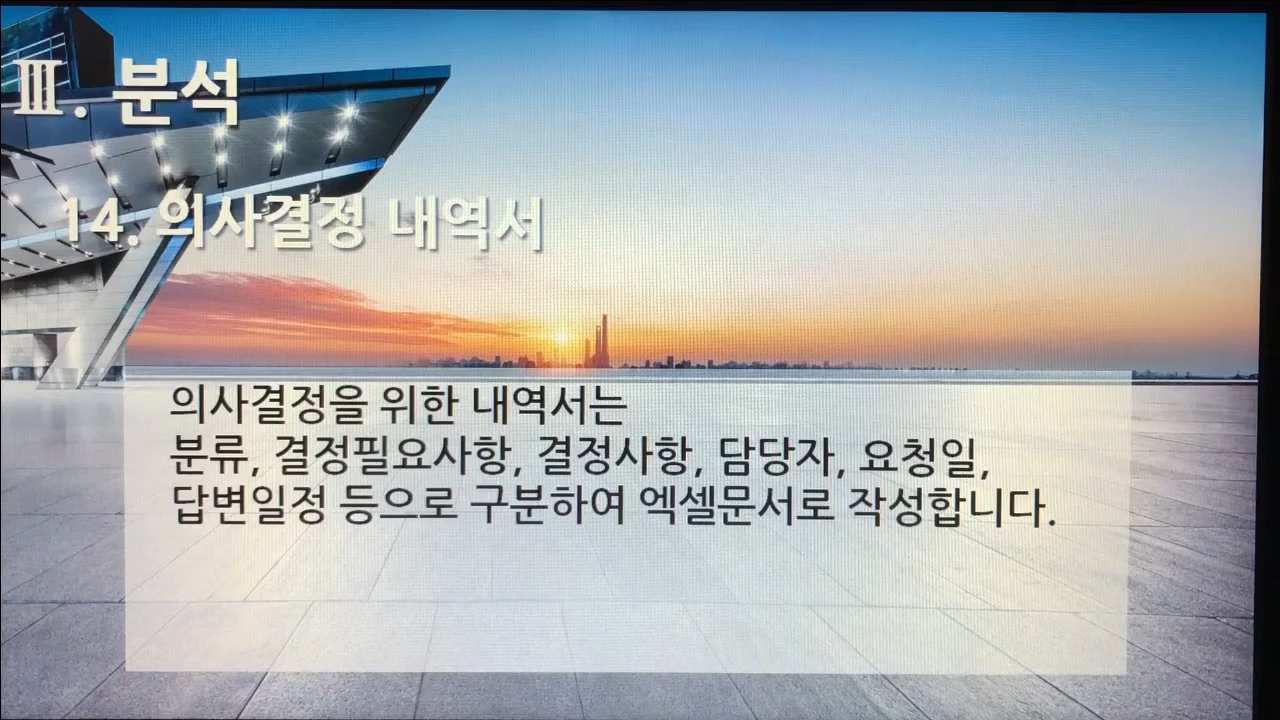 Ⅲ. 분석
14. 의사결정 내역서
의사결정을 위한 내역서는
분류, 결정필요사항, 결정사항, 담당자, 요청일,
답변일정 등으로 구분하여 엑셀문서로 작성합니다.